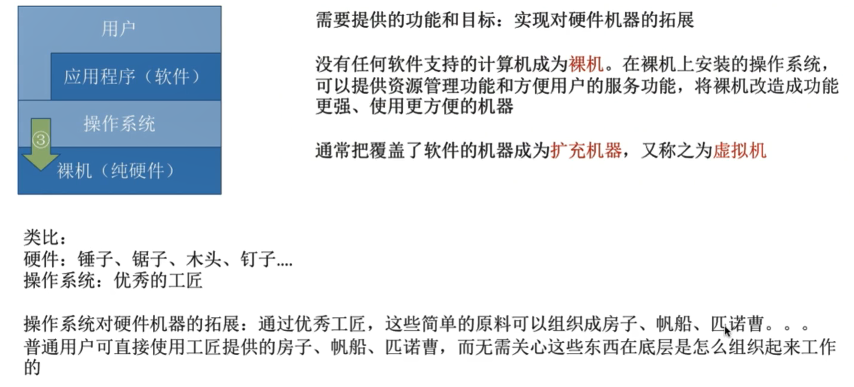 用户
应用程序（软件）
操作系统
③
裸机（纯硬件）
需要提供的功能和目标：实现对硬件机器的拓展
没有任何软件支持的计算机成为裸机。在裸机上安装的操作系统，
可以提供资源管理功能和方便用户的服务功能，将裸机改造成功能
更强、使用更方便的机器
通常把覆盖了软件的机器成为扩充机器，又称之为虚拟机
类比：
硬件：锤子、锯子、木头、钉子....
操作系统：优秀的工匠
操作系统对硬件机器的拓展：通过优秀工匠，这些简单的原料可以组织成房子、帆船、匹诺曹。。。
普通用户可直接使用工匠提供的房子、帆船、匹诺曹，而无需关心这些东西在底层是怎么组织起来工作
的